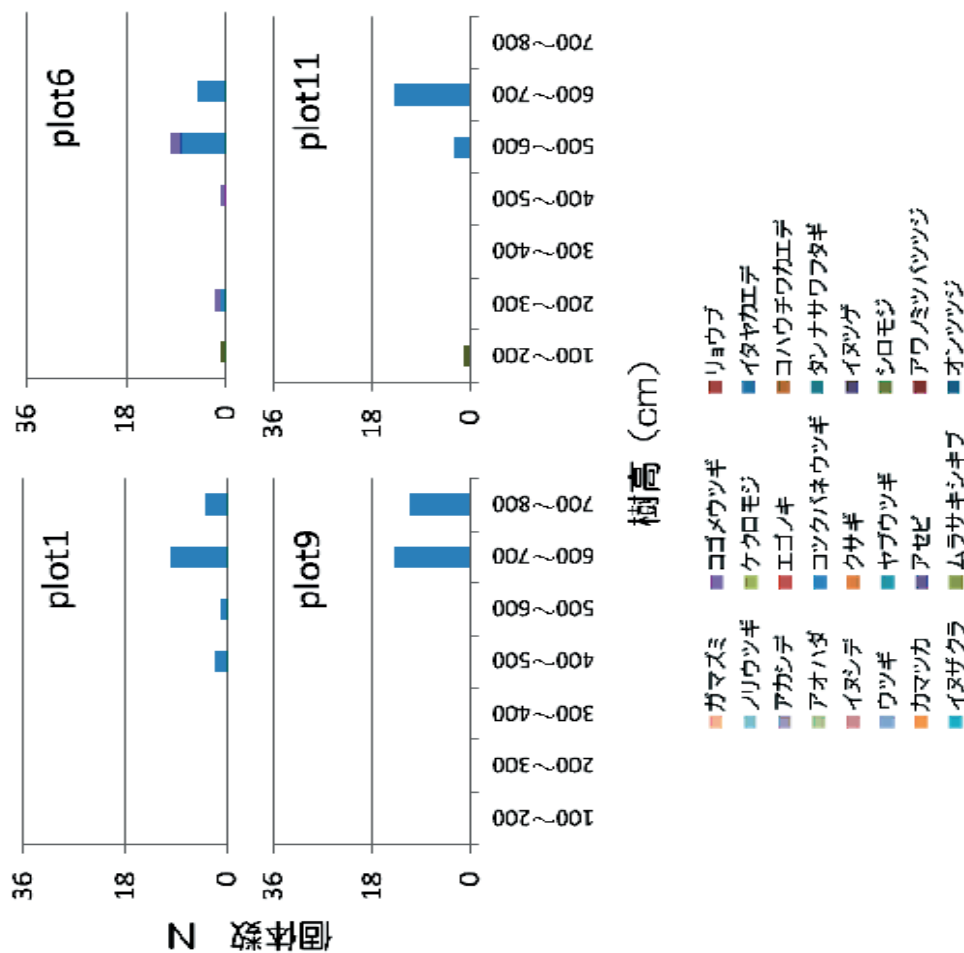 plot1
36
18
0
plot6
36
18
0
plot9
36
18
0
100～200
200～300
300～400
400～500
500～600
600～700
700～800
plot11
36
18
0
100～200
200～300
300～400
400～500
500～600
600～700
700～800
個体数 N
樹高 (cm)
ガマズミ コゴメウツギ リョウブ
ノリウツギ ケクロモジ イタヤカエデ
アカシデ エゴノキ コハウチワカエデ
アオハダ コツクバネウツギ タンナサワフタギ
イヌシデ クサギ イヌツゲ
ウツギ ヤブウツギ シロモジ
カマツカ アセビ アワノミツバツツジ
イヌザクラ ムラサキシキブ オンツツジ